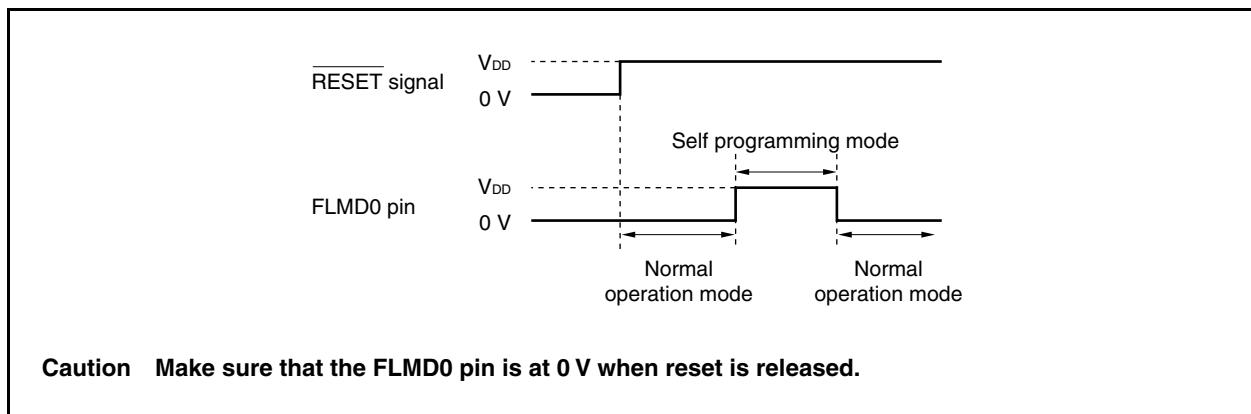 VDD
RESET signal
0 V
Self programming mode
VDD
FLMD0 pin
0 V
Normal operation mode
Normal operation mode
Caution Make sure that the FLMD0 pin is at 0 V when reset is released.